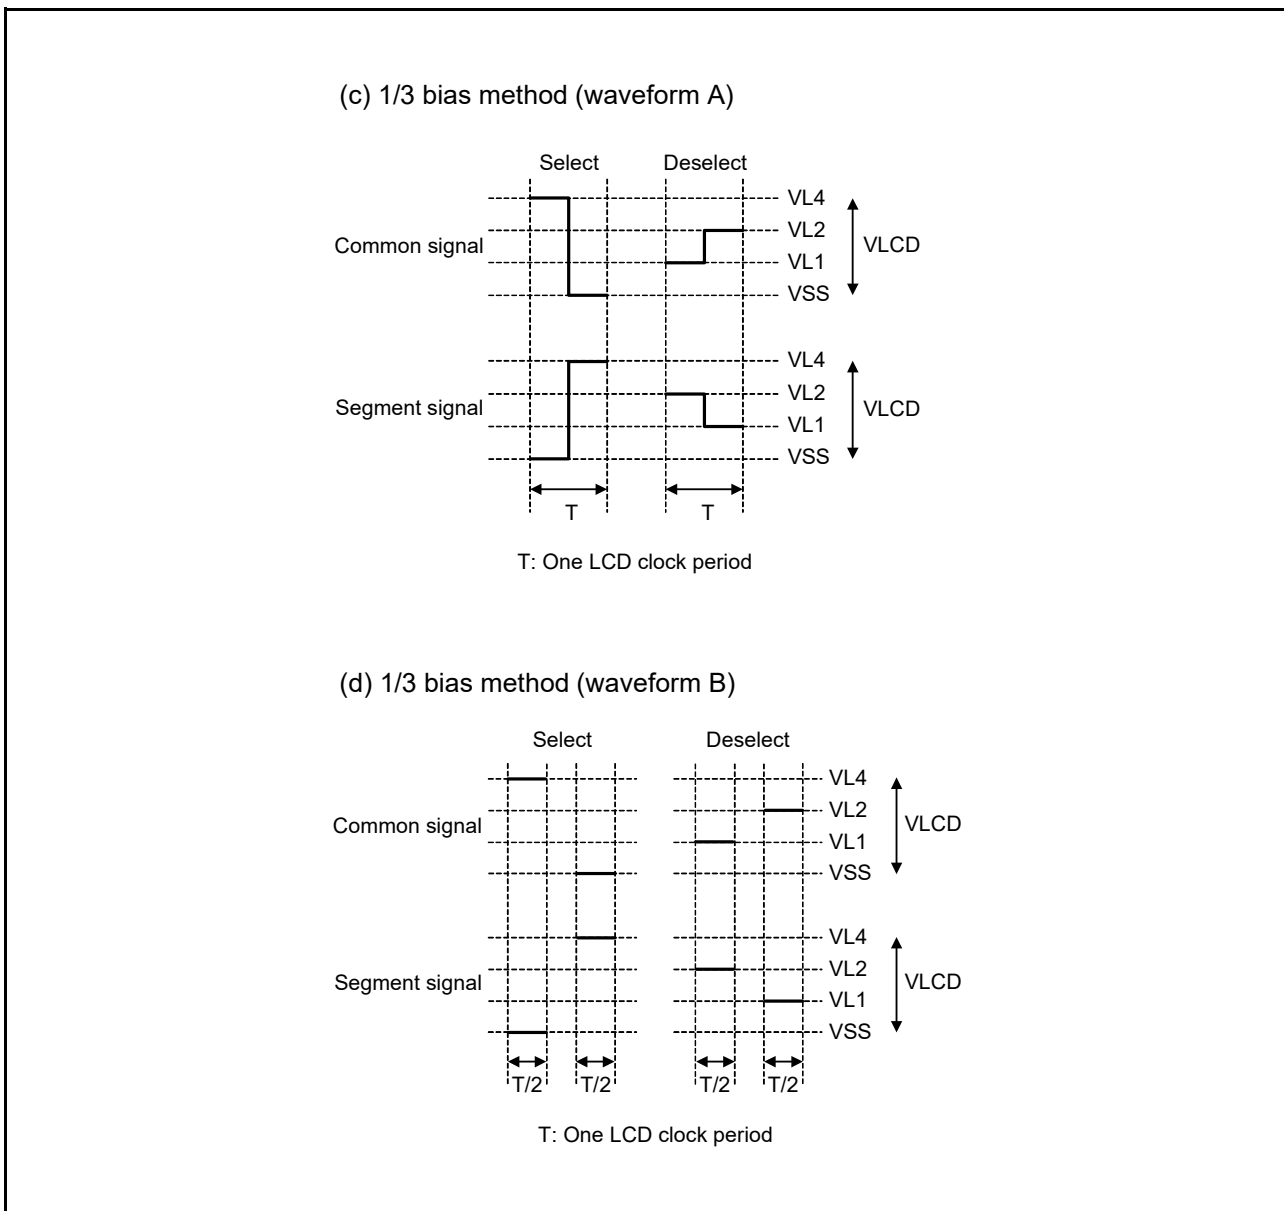 (c) 1/3 bias method (waveform A)
Select Deselect
VL4
VL2
Common signal VLCD
VL1
VSS
VL4
VL2
Segment signal VLCD
VL1
VSS
T T
T: One LCD clock period
(d) 1/3 bias method (waveform B)
Select Deselect
VL4
VL2
Common signal VLCD
VL1
VSS
VL4
VL2
Segment signal VLCD
VL1
VSS
T/2 T/2 T/2 T/2
T: One LCD clock period